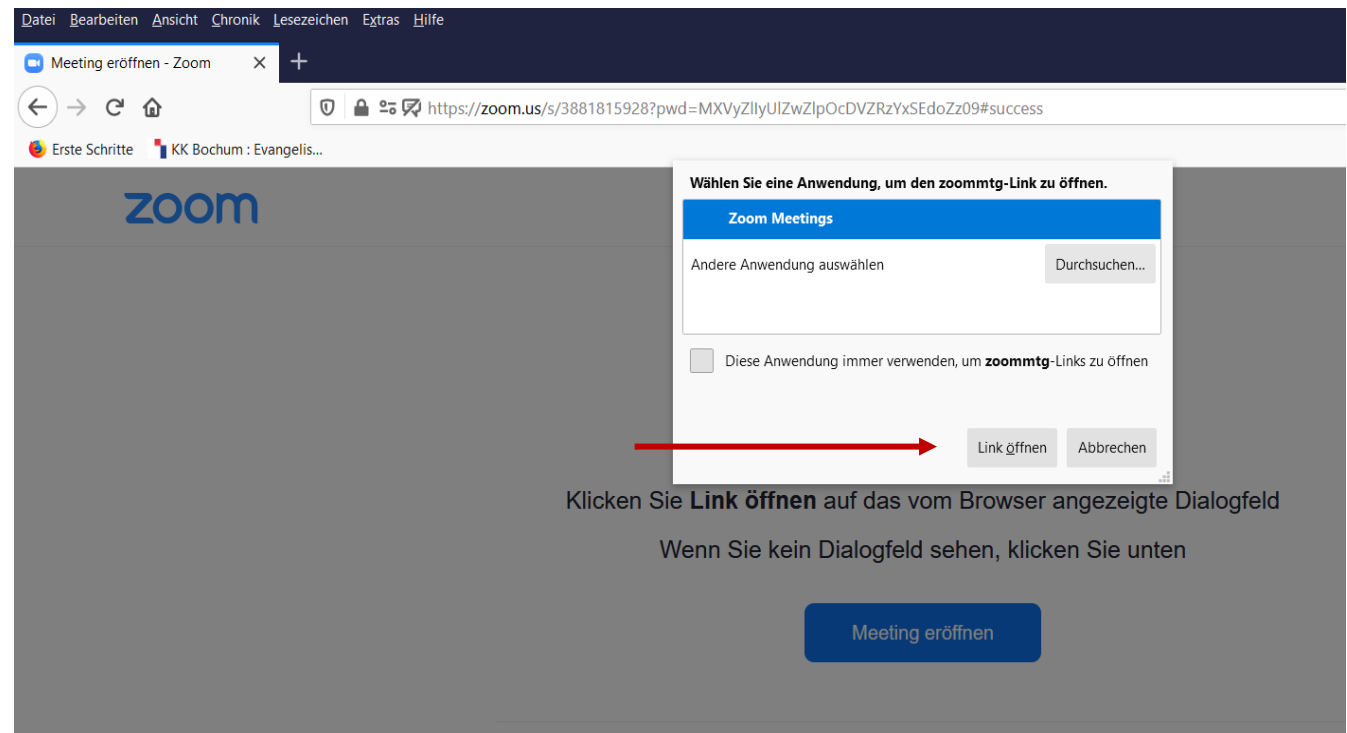 Datei Bearbeiten Ansicht Chronik Lesezeichen Extras Hilfe
Meeting eröffnen - Zoom
https://zoom.us/s/3881815928?pwd=MXVyZllyUlZwZlpOcDVZRzYxSEdoZz09#success
Erste Schritte KK Bochum : Evangelis...
zoom
Wählen Sie eine Anwendung, um den zoommtg-Link zu öffnen.
Zoom Meetings
Andere Anwendung auswählen Durchsuchen...
Diese Anwendung immer verwenden, um zoommtg-Links zu öffnen
Link öffnen Abbrechen
Klicken Sie Link öffnen auf das vom Browser angezeigte Dialogfeld
Wenn Sie kein Dialogfeld sehen, klicken Sie unten
Meeting eröffnen